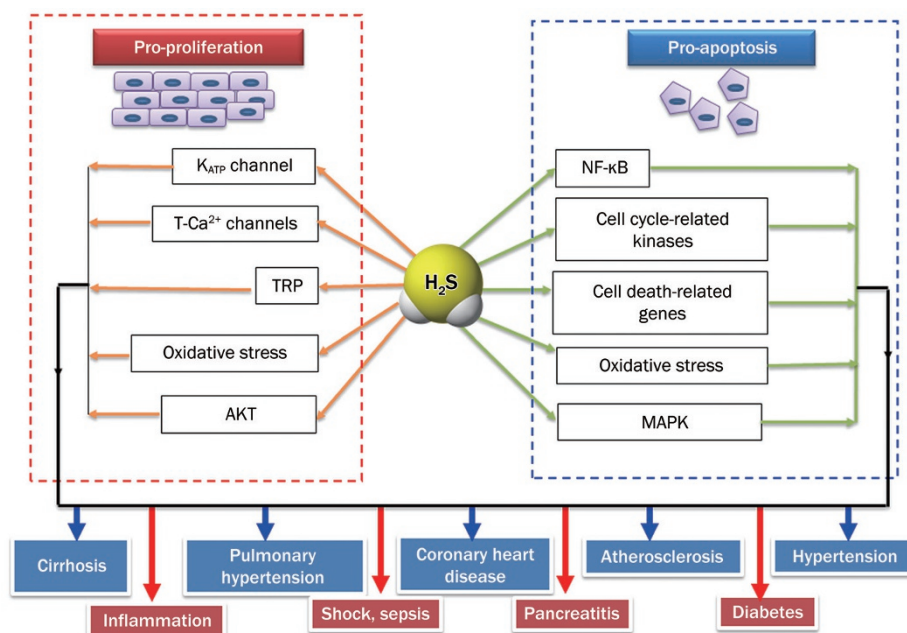 Pro-proliferation
Pro-apoptosis
K_ATP channel
T-Ca²⁺ channels
TRP
Oxidative stress
AKT
H₂S
NF-κB
Cell cycle-related
kinases
Cell death-related
genes
Oxidative stress
MAPK
Cirrhosis
Pulmonary
hypertension
Coronary heart
disease
Atherosclerosis
Hypertension
Inflammation
Shock, sepsis
Pancreatitis
Diabetes